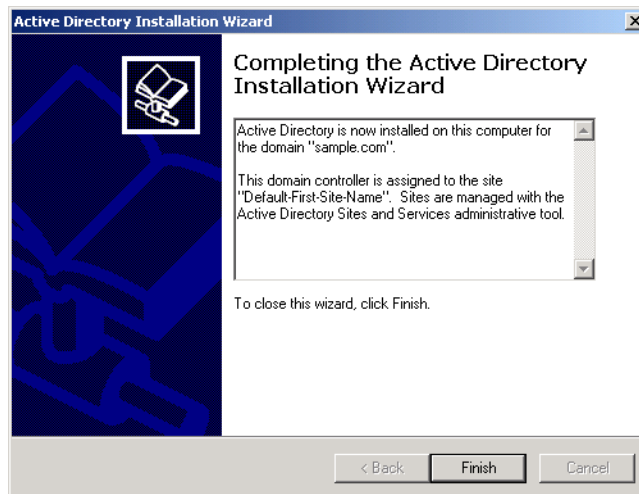 Active Directory Installation Wizard
Completing the Active Directory
Installation Wizard
Active Directory is now installed on this computer for
the domain "sample.com".
This domain controller is assigned to the site
"Default-First-Site-Name". Sites are managed with the
Active Directory Sites and Services administrative tool.
To close this wizard, click Finish.
< Back Finish Cancel